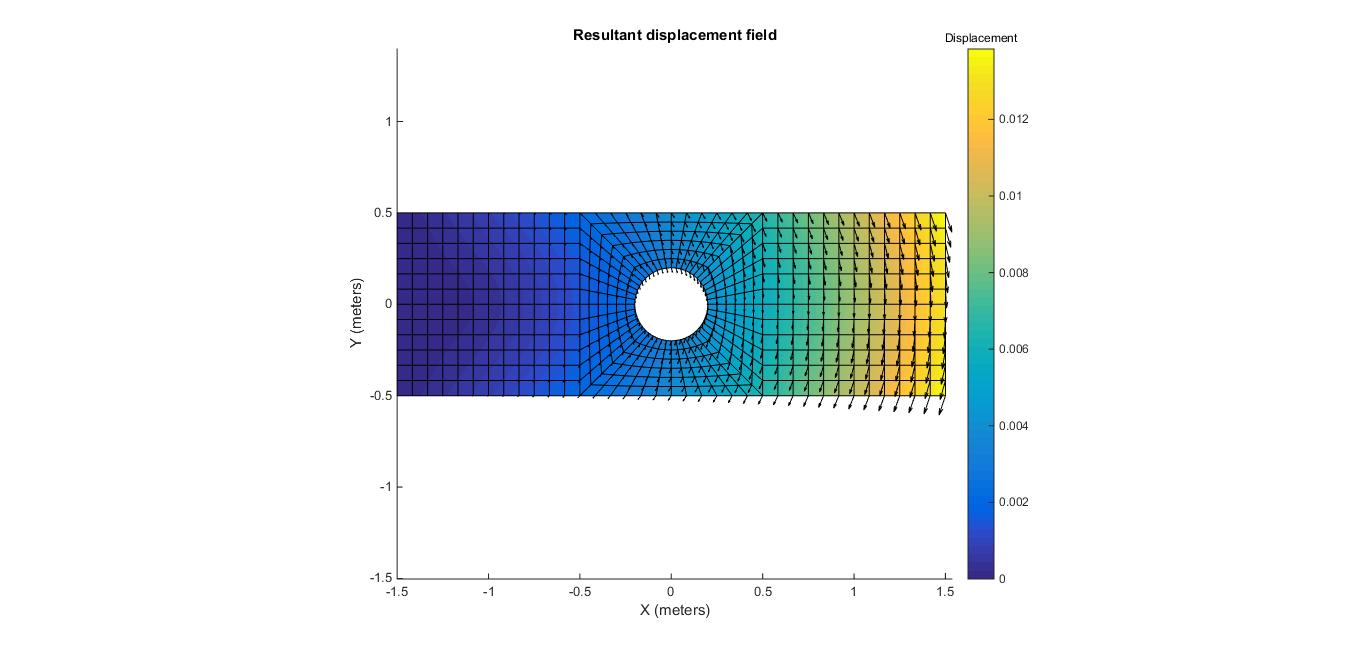 Resultant displacement field
Displacement
1
0.5
0
-0.5
-1
-1.5
Y (meters)
-1.5 -1 -0.5 0 0.5 1 1.5
X (meters)
0.012
0.01
0.008
0.006
0.004
0.002
0